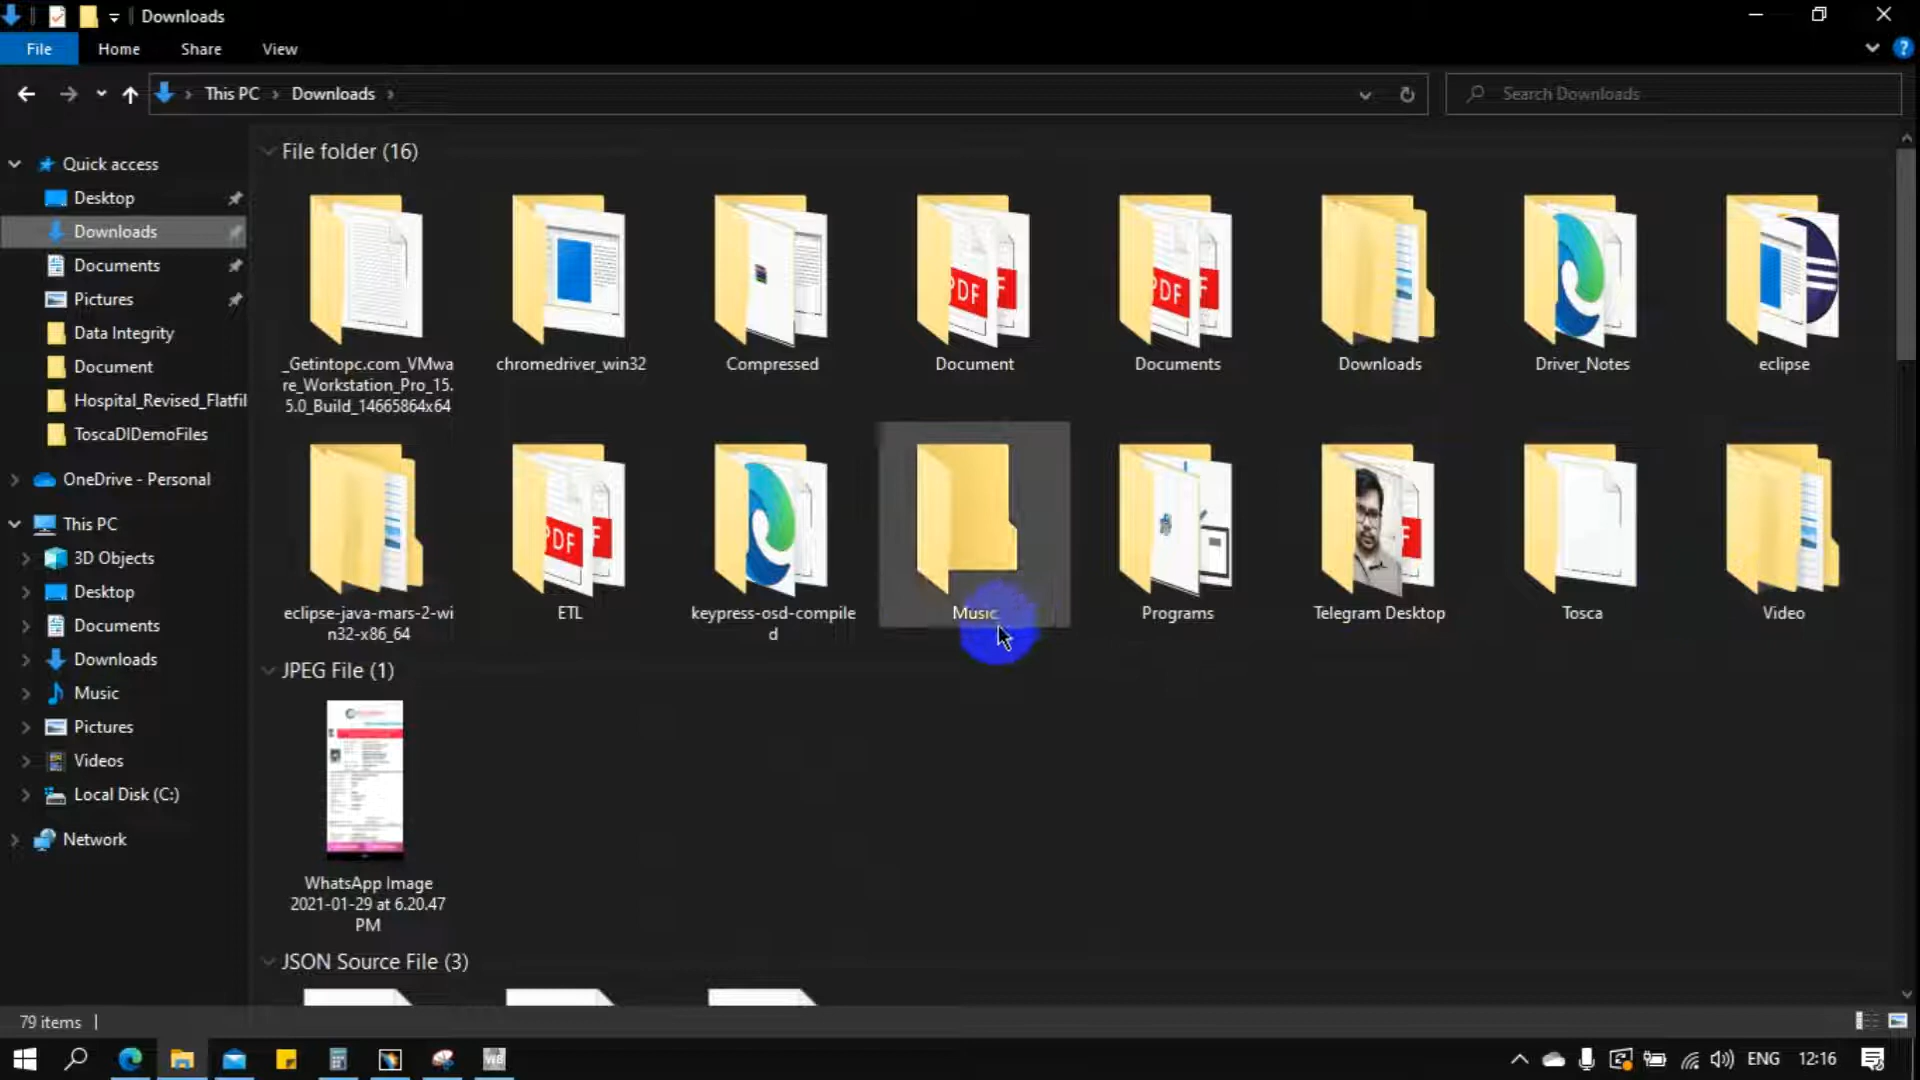 Downloads
File
Home
Share
View
This PC
Downloads
Search Downloads
Quick access
Desktop
Downloads
Documents
Pictures
Data Integrity
Document
Hospital_Revised_Flatfil
ToscaDIDemoFiles
OneDrive - Personal
This PC
3D Objects
Desktop
Documents
Downloads
Music
Pictures
Videos
Local Disk (C:)
Network
File folder (16)
_Getintopc.com_VMwa
re_Workstation_Pro_15.
5.0_Build_14665864x64
chromedriver_win32
Compressed
PDF
Document
PDF
Documents
Downloads
Driver_Notes
eclipse
eclipse-java-mars-2-wi
n32-x86_64
PDF
ETL
keypress-osd-compile
d
Music
Programs
Telegram Desktop
Tosca
Video
JPEG File (1)
WhatsApp Image
2021-01-29 at 6.20.47
PM
JSON Source File (3)
79 items
ENG
12:16